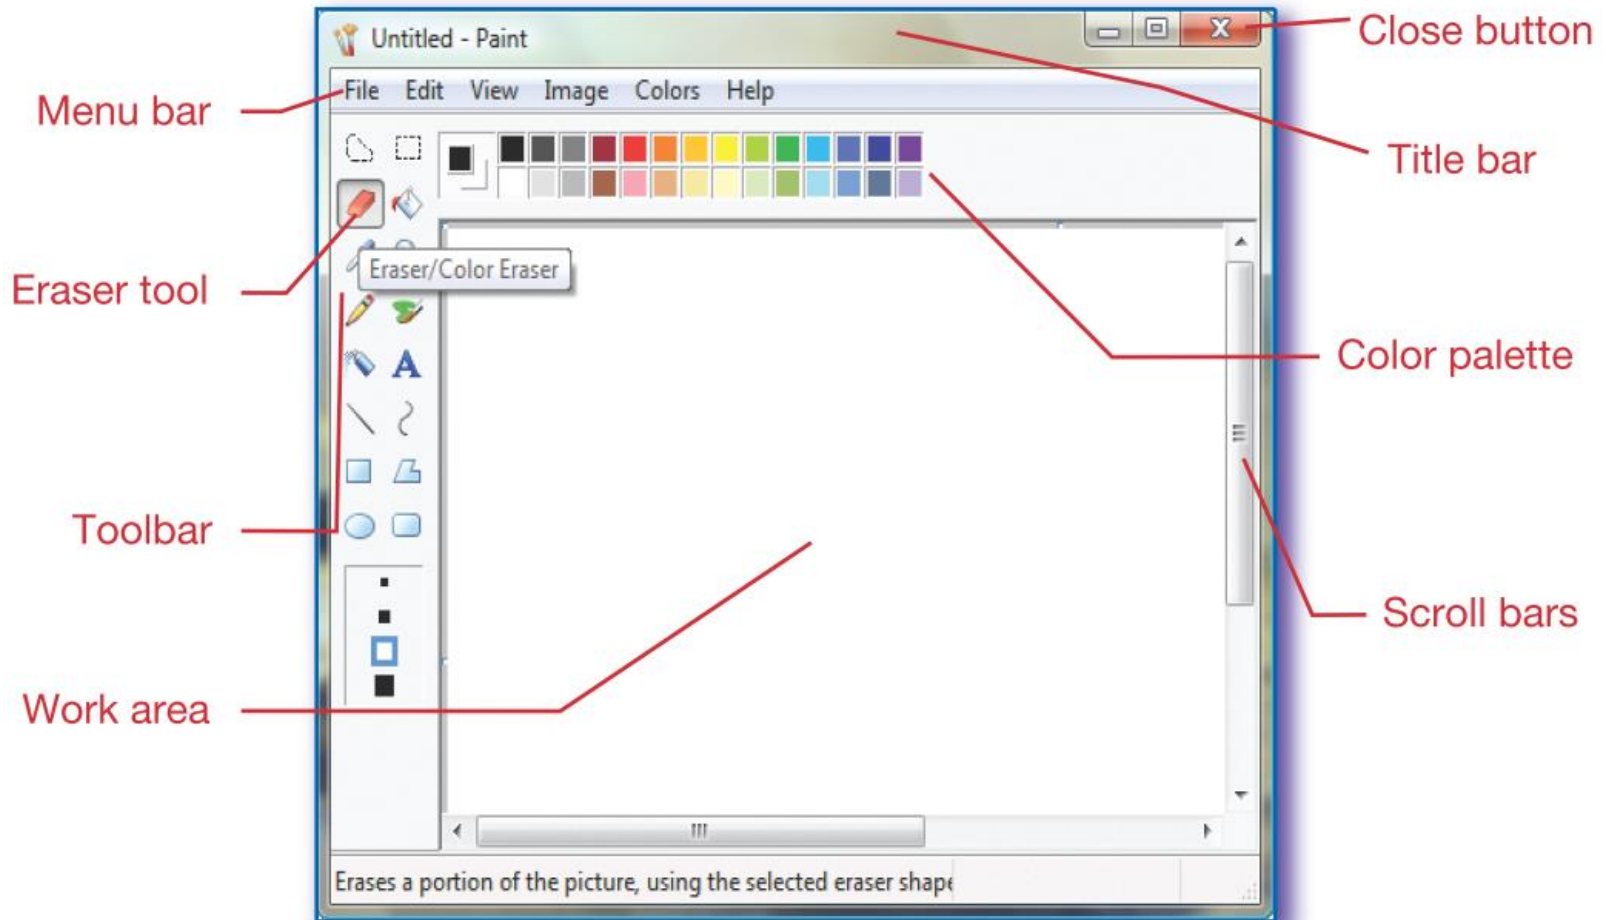 Close button
Untitled - Paint
File Edit View Image Colors Help
Menu bar
Title bar
Eraser/Color Eraser
Eraser tool
A
Color palette
Toolbar
Scroll bars
Work area
Erases a portion of the picture, using the selected eraser shape